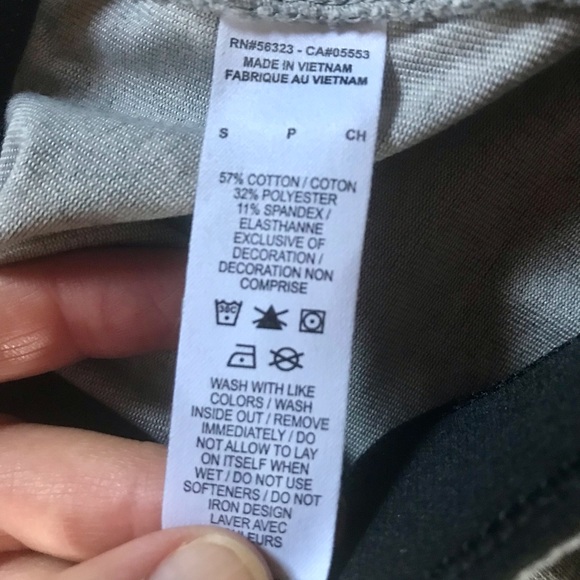 RN#56323 - CA#05553
MADE IN VIETNAM
FABRIQUE AU VIETNAM
S P CH
57% COTTON / COTON
32% POLYESTER
11% SPANDEX /
ELASTHANNE
EXCLUSIVE OF
DECORATION /
DECORATION NON
COMPRISE
30C
WASH WITH LIKE
COLORS / WASH
INSIDE OUT / REMOVE
IMMEDIATELY / DO
NOT ALLOW TO LAY
ON ITSELF WHEN
WET / DO NOT USE
SOFTENERS / DO NOT
IRON DESIGN
LAVER AVEC